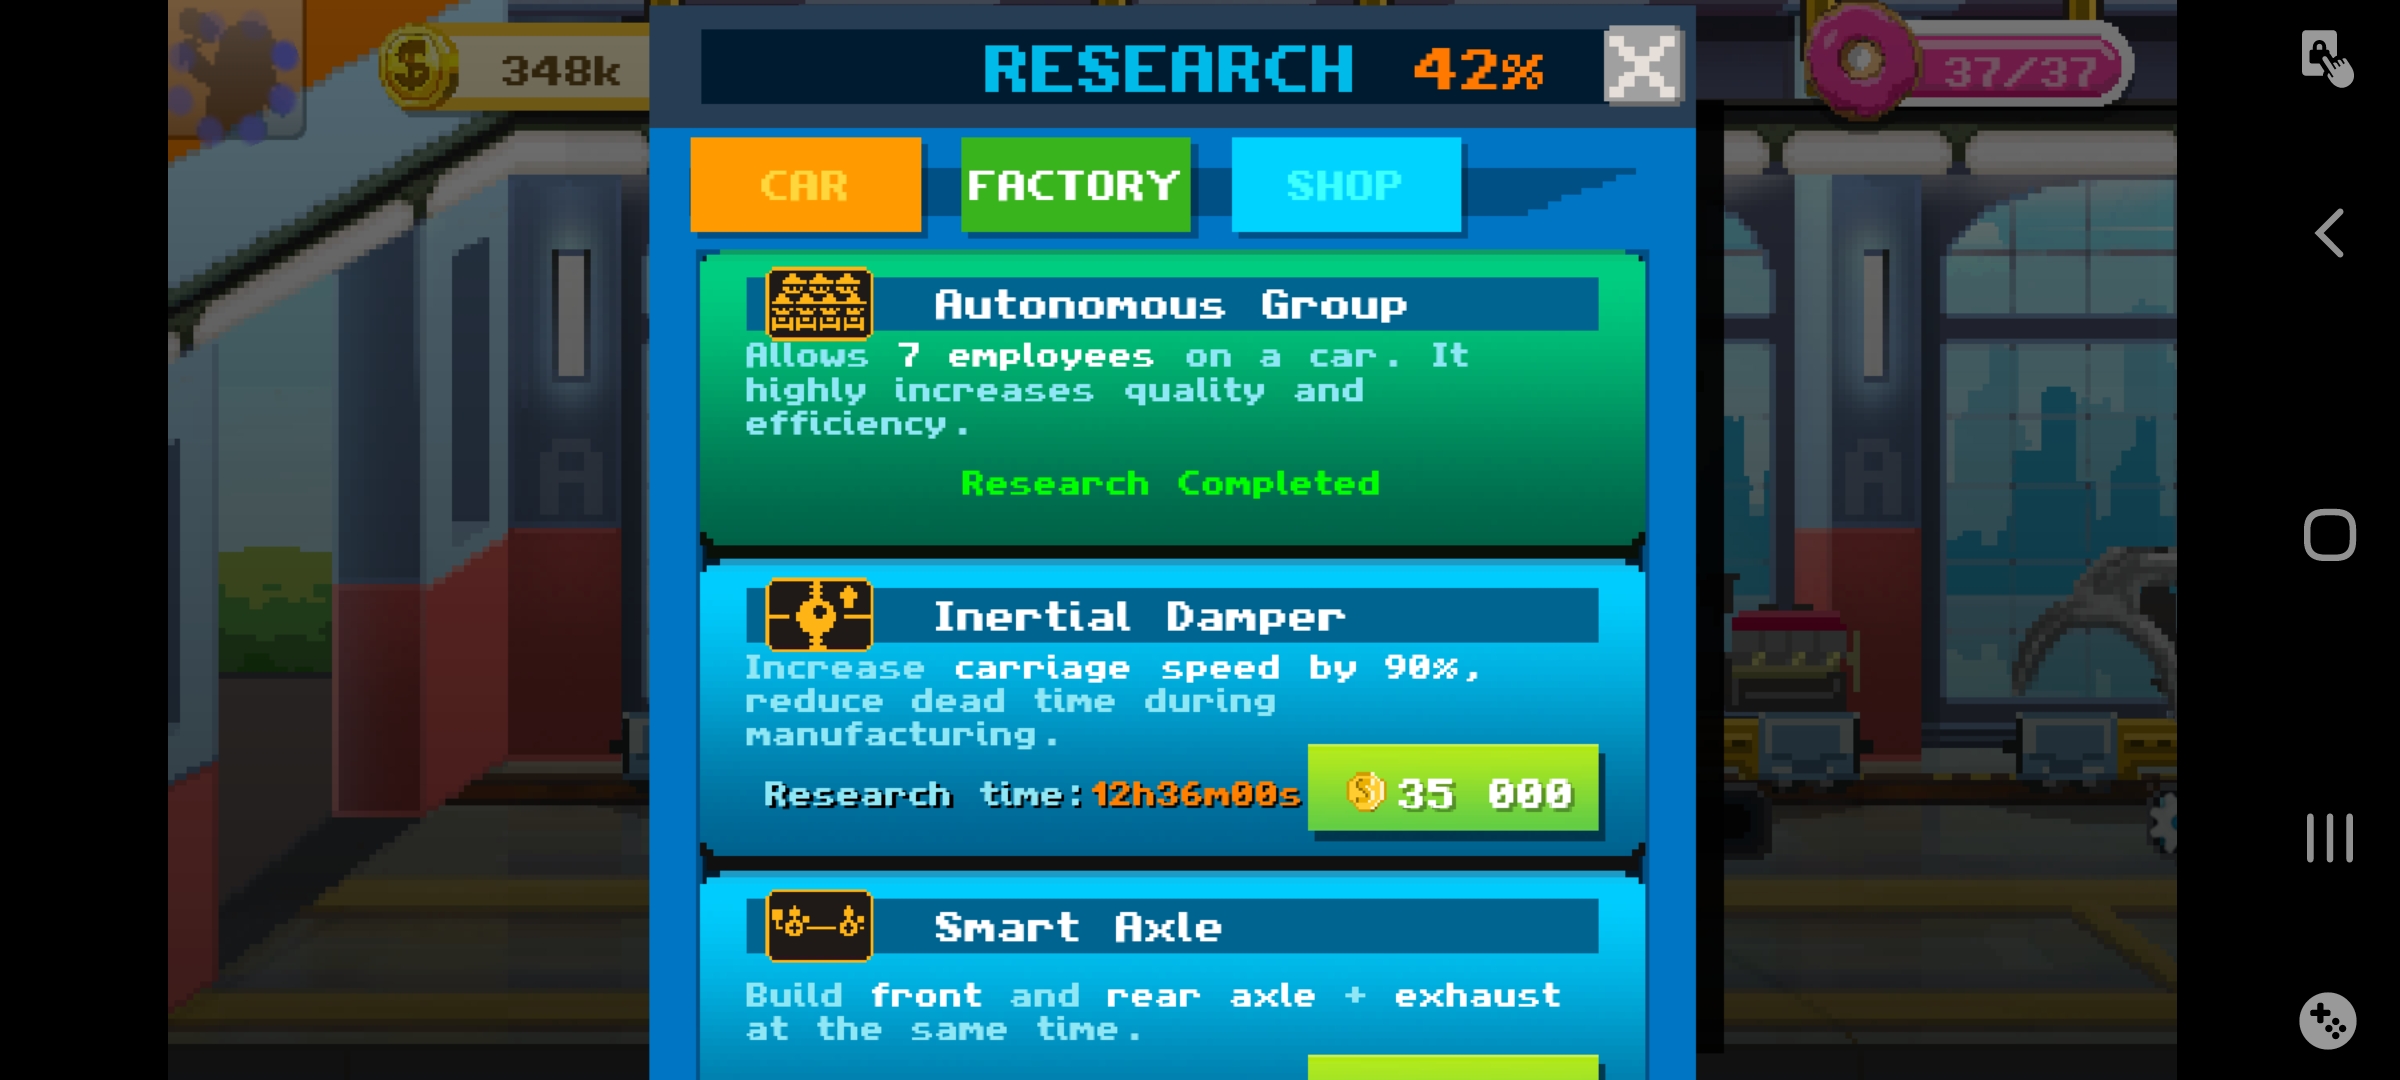 348k
RESEARCH 42%
37/37
CAR FACTORY SHOP
Autonomous Group
Allows 7 employees on a car. It
highly increases quality and
efficiency.
Research Completed
Inertial Damper
Increase carriage speed by 90%,
reduce dead time during
manufacturing.
Research time:12h36m00s 35 000
Smart Axle
Build front and rear axle + exhaust
at the same time.
A
A